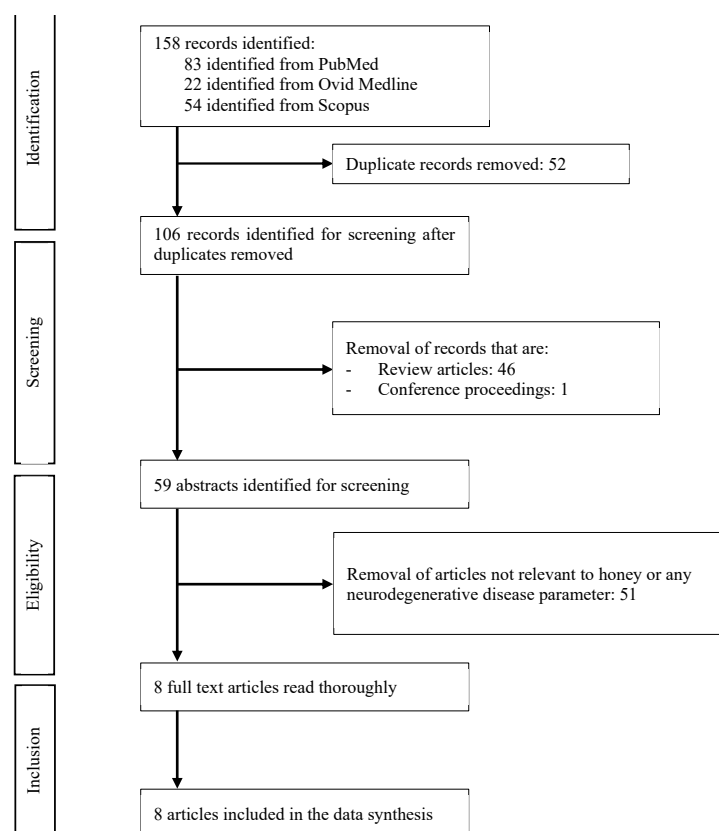 Identification
158 records identified:
83 identified from PubMed
22 identified from Ovid Medline
54 identified from Scopus
Duplicate records removed: 52
106 records identified for screening after
duplicates removed
Screening
Removal of records that are:
- Review articles: 46
- Conference proceedings: 1
59 abstracts identified for screening
Eligibility
Removal of articles not relevant to honey or any
neurodegenerative disease parameter: 51
8 full text articles read thoroughly
Inclusion
8 articles included in the data synthesis